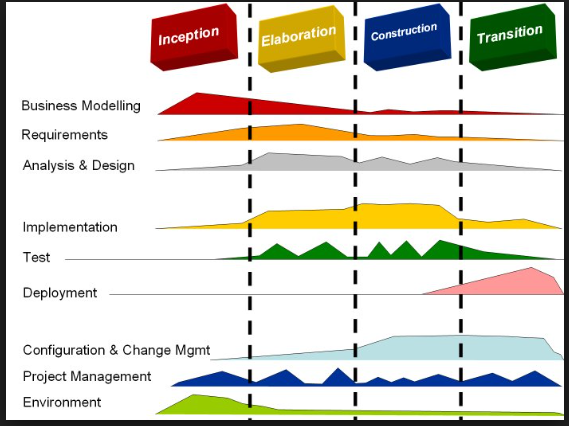 Inception
Elaboration
Construction
Transition
Business Modelling
Requirements
Analysis & Design
Implementation
Test
Deployment
Configuration & Change Mgmt
Project Management
Environment